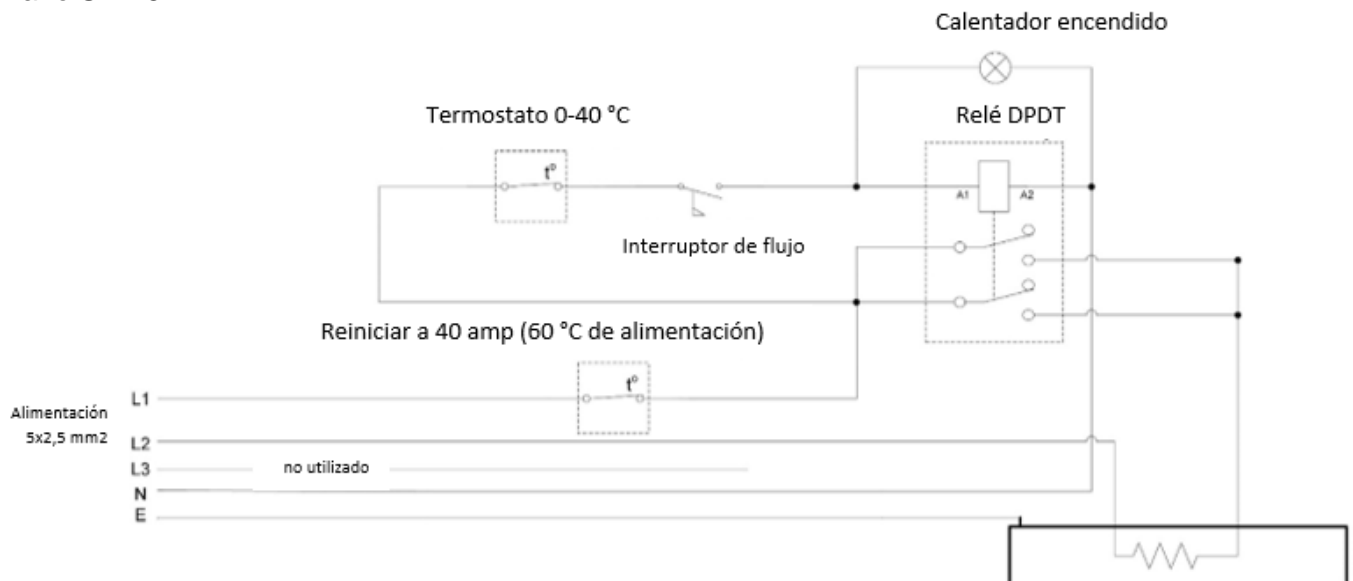 Calentador encendido
Termostato 0-40 °C
Relé DPDT
t°
A1
A2
Interruptor de flujo
Reiniciar a 40 amp (60 °C de alimentación)
t°
Alimentación
5x2,5 mm2
L1
L2
L3
no utilizado
N
E